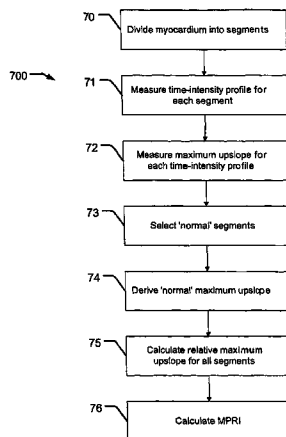 70
Divide myocardium into segments
700
71
Measure time-intensity profile for
each segment
72
Measure maximum upslope for
each time-intensity profile
73
Select 'normal' segments
74
Derive 'normal' maximum upslope
75
Calculate relative maximum
upslope for all segments
76
Calculate MPRI